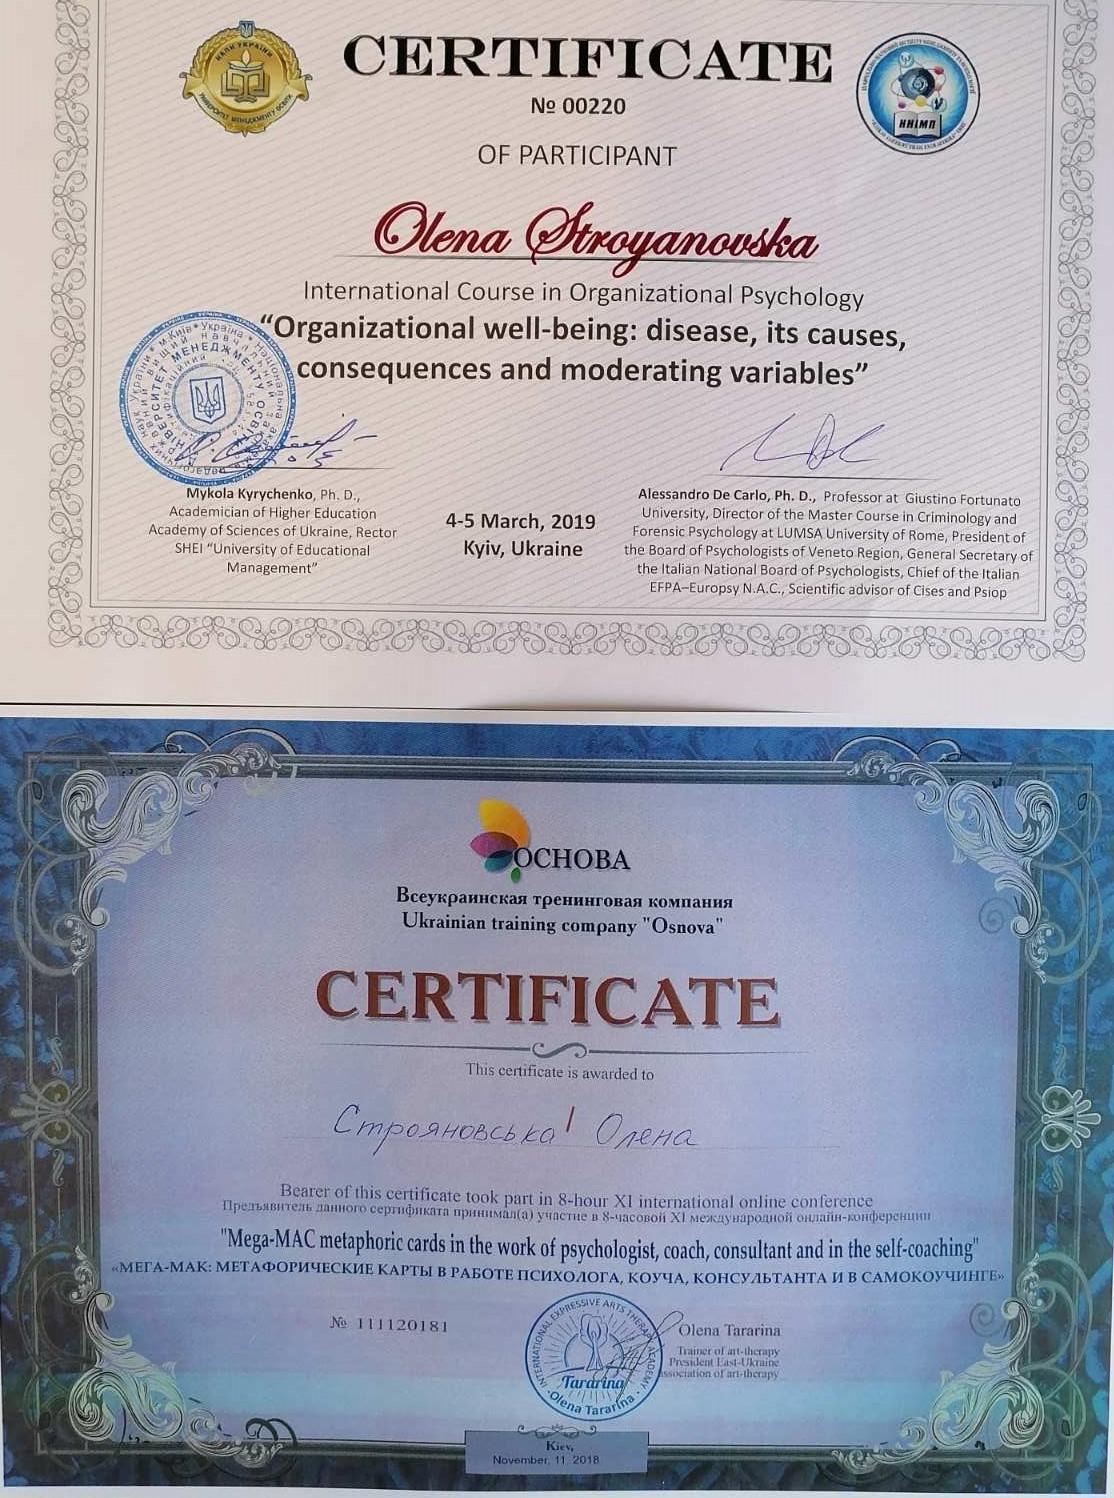 CERTIFICATE
№ 00220
OF PARTICIPANT
Olena Stroyanovska
International Course in Organizational Psychology
“Organizational well-being: disease, its causes,
consequences and moderating variables”
Mykola Kyrychenko, Ph. D.,
Academician of Higher Education
Academy of Sciences of Ukraine, Rector
SHEI “University of Educational
Management”
4-5 March, 2019
Kyiv, Ukraine
Alessandro De Carlo, Ph. D., Professor at Giustino Fortunato
University, Director of the Master Course in Criminology and
Forensic Psychology at LUMSA University of Rome, President of
the Board of Psychologists of Veneto Region, General Secretary of
the Italian National Board of Psychologists, Chief of the Italian
EFPA–Europsy N.A.C., Scientific advisor of Cises and Psiop
ННІМП
ОСНОВА
Всеукраинская тренинговая компания
Ukrainian training company "Osnova"
CERTIFICATE
This certificate is awarded to
Строяновська Олена
Bearer of this certificate took part in 8-hour XI international online conference
Предъявитель данного сертификата принимал(а) участие в 8-часовой XI международной онлайн-конференции
"Mega-MAC metaphoric cards in the work of psychologist, coach, consultant and in the self-coaching"
«МЕГА-МАК: МЕТАФОРИЧЕСКИЕ КАРТЫ В РАБОТЕ ПСИХОЛОГА, КОУЧА, КОНСУЛЬТАНТА И В САМОКОУЧИНГЕ»
№ 111120181
INTERNATIONAL EXPRESSIVE ARTS THERAPY ACADEMY
Tararina
Olena Tararina
Olena Tararina
Trainer of art-therapy
President East-Ukraine
association of art-therapy
Kiev,
November, 11. 2018